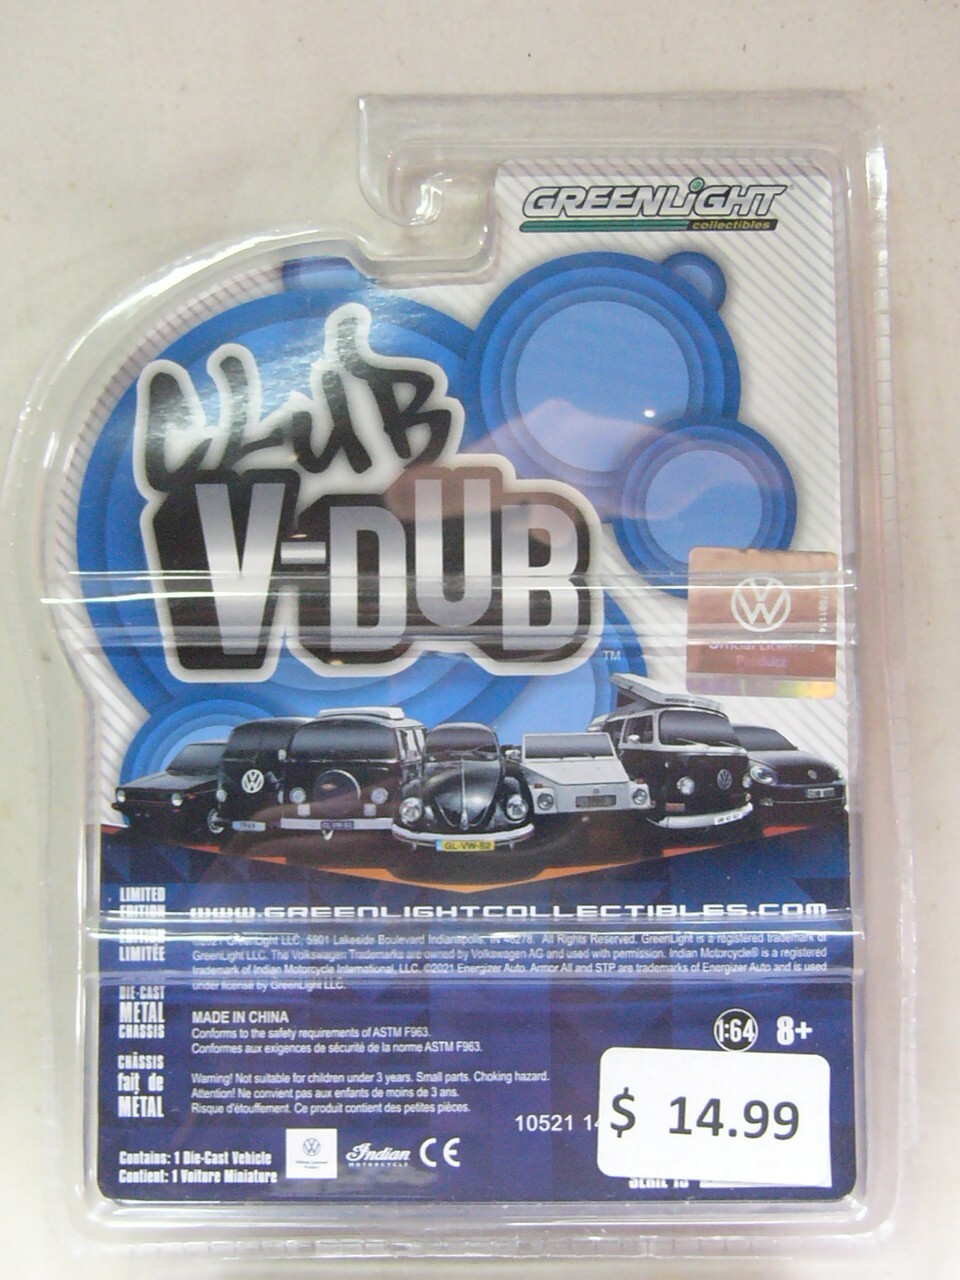 GREENLIGHT
collectibles
CLUB
V-DUB
TM
Official Licensed
Product
1963
GL-VW-52
LIMITED
EDITION
EDITION
LIMITÉE
DIE-CAST
METAL
CHASSIS
CHÂSSIS
fait de
MÉTAL
WWW.GREENLIGHTCOLLECTIBLES.COM
©2021 GreenLight LLC, 5901 Lakeside Boulevard Indianapolis, IN 46278. All Rights Reserved. GreenLight is a registered trademark of
GreenLight LLC. The Volkswagen Trademarks are owned by Volkswagen AG and used with permission. Indian Motorcycle® is a registered
trademark of Indian Motorcycle International, LLC. ©2021 Energizer Auto. Armor All and STP are trademarks of Energizer Auto and is used
under license by GreenLight LLC.
MADE IN CHINA
Conforms to the safety requirements of ASTM F963.
Conformes aux exigences de sécurité de la norme ASTM F963.
Warning! Not suitable for children under 3 years. Small parts. Choking hazard.
Attention! Ne convient pas aux enfants de moins de 3 ans.
Risque d'étouffement. Ce produit contient des petites pièces.
1:64 8+
10521
$ 14.99
Contains: 1 Die-Cast Vehicle
Contient: 1 Voiture Miniature
Indian
MOTORCYCLE
CE